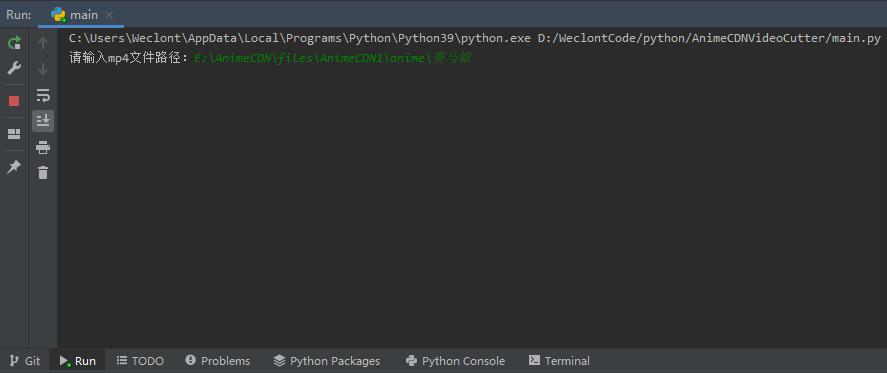 Run: main
C:\Users\Weclont\AppData\Local\Programs\Python\Python39\python.exe D:/WeclontCode/python/AnimeCDNVideoCutter/main.py
请输入mp4文件路径：E:\AnimeCDN\files\AnimeCDN1\anime\赛马娘
Git Run TODO Problems Python Packages Python Console Terminal